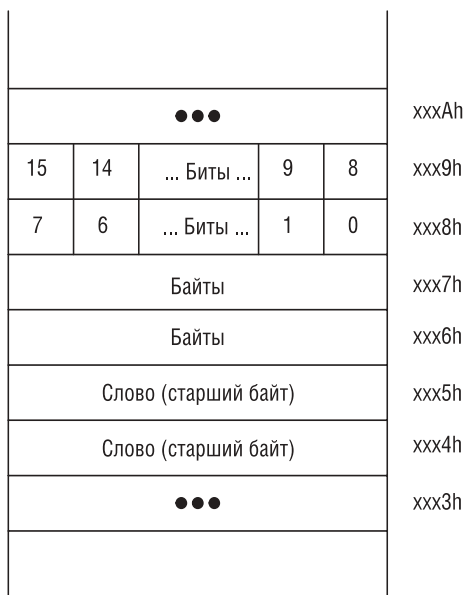 ●●● xxxAh
15 14 ... Биты ... 9 8 xxx9h
7 6 ... Биты ... 1 0 xxx8h
Байты xxx7h
Байты xxx6h
Слово (старший байт) xxx5h
Слово (старший байт) xxx4h
●●● xxx3h